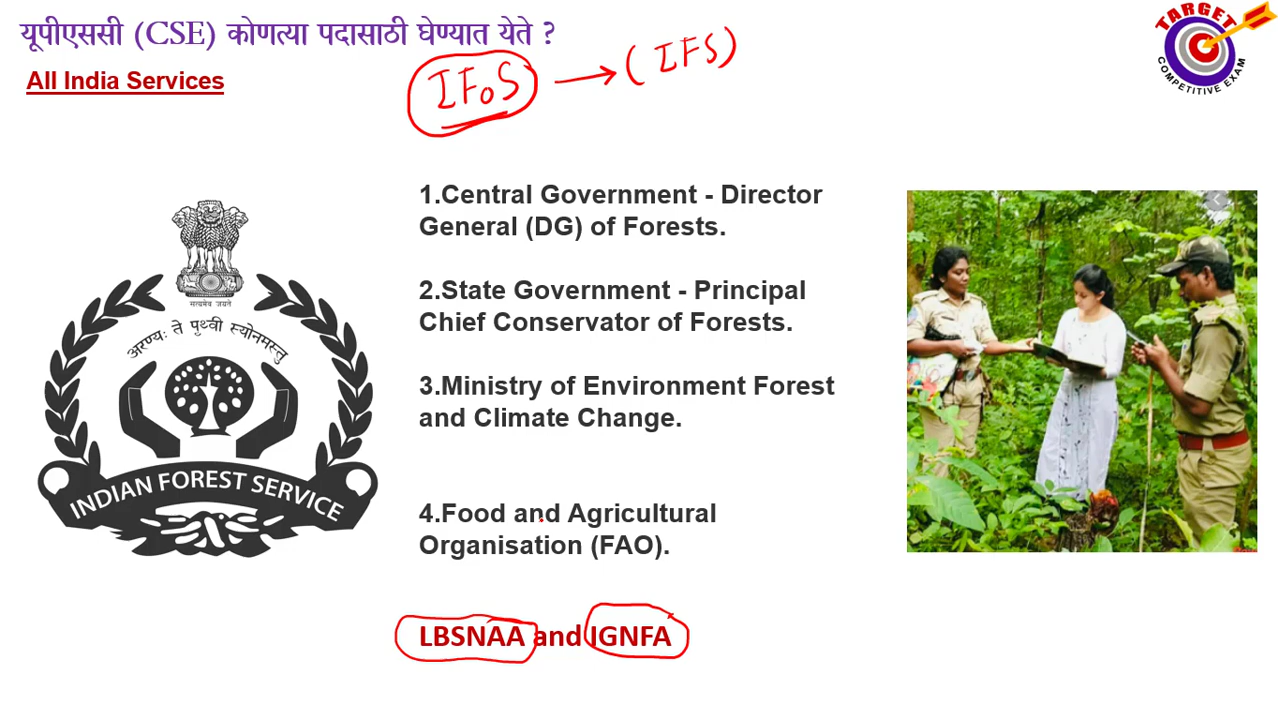 यूपीएससी (CSE) कोणत्या पदासाठी घेण्यात येते ?
All India Services
IFoS → (IFS)
TARGET
COMPETITIVE EXAM
1.Central Government - Director
General (DG) of Forests.
2.State Government - Principal
Chief Conservator of Forests.
3.Ministry of Environment Forest
and Climate Change.
4.Food and Agricultural
Organisation (FAO).
LBSNAA and IGNFA
सत्यमेव जयते
अरण्यः ते पृथ्वी स्योनमस्तु
INDIAN FOREST SERVICE